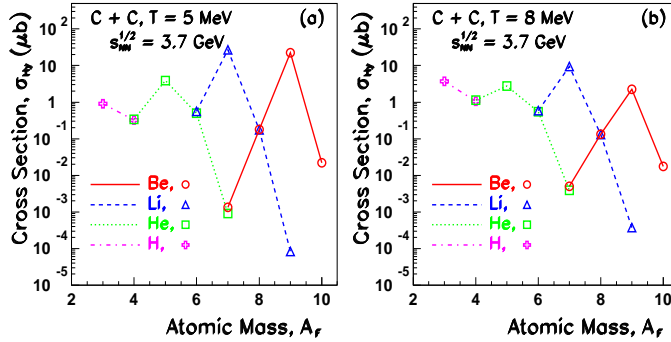 C + C, T = 5 MeV (a)
s_NN^1/2 = 3.7 GeV
Cross Section, σ_Hy (μb)
10^2
10
1
10^-1
10^-2
10^-3
10^-4
10^-5
Be,
Li,
He,
H,
2 4 6 8 10
Atomic Mass, A_F
C + C, T = 8 MeV (b)
s_NN^1/2 = 3.7 GeV
Cross Section, σ_Hy (μb)
10^2
10
1
10^-1
10^-2
10^-3
10^-4
10^-5
Be,
Li,
He,
H,
2 4 6 8 10
Atomic Mass, A_F